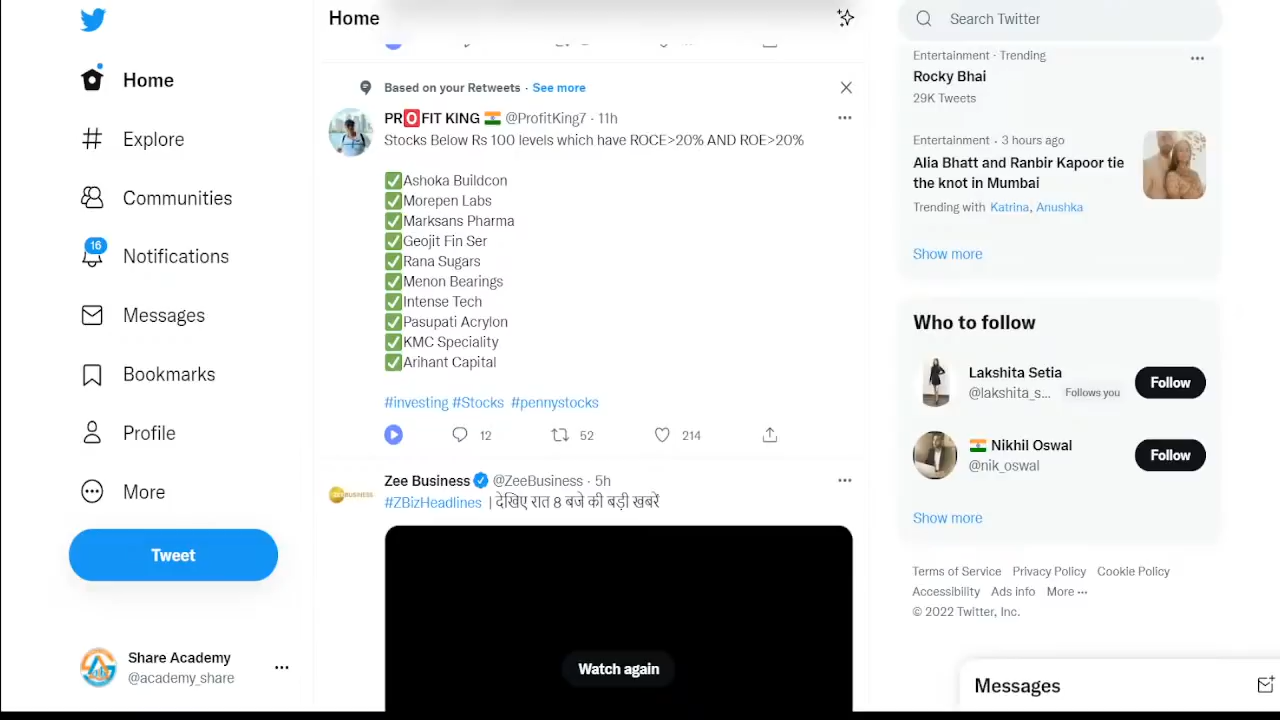 Home
Explore
Communities
16
Notifications
Messages
Bookmarks
Profile
More
Tweet
Share Academy
@academy_share
Home
Based on your Retweets · See more
PR🅾️FIT KING 🇮🇳 @ProfitKing7 · 11h
Stocks Below Rs 100 levels which have ROCE>20% AND ROE>20%
✅Ashoka Buildcon
✅Morepen Labs
✅Marksans Pharma
✅Geojit Fin Ser
✅Rana Sugars
✅Menon Bearings
✅Intense Tech
✅Pasupati Acrylon
✅KMC Speciality
✅Arihant Capital
#investing #Stocks #pennystocks
12 52 214
Zee Business @ZeeBusiness · 5h
#ZBizHeadlines | देखिए रात 8 बजे की बड़ी खबरें
Watch again
Search Twitter
Entertainment · Trending
Rocky Bhai
29K Tweets
Entertainment · 3 hours ago
Alia Bhatt and Ranbir Kapoor tie
the knot in Mumbai
Trending with Katrina, Anushka
Show more
Who to follow
Lakshita Setia
@lakshita_s... Follows you
Follow
🇮🇳 Nikhil Oswal
@nik_oswal
Follow
Show more
Terms of Service Privacy Policy Cookie Policy
Accessibility Ads info More ···
© 2022 Twitter, Inc.
Messages